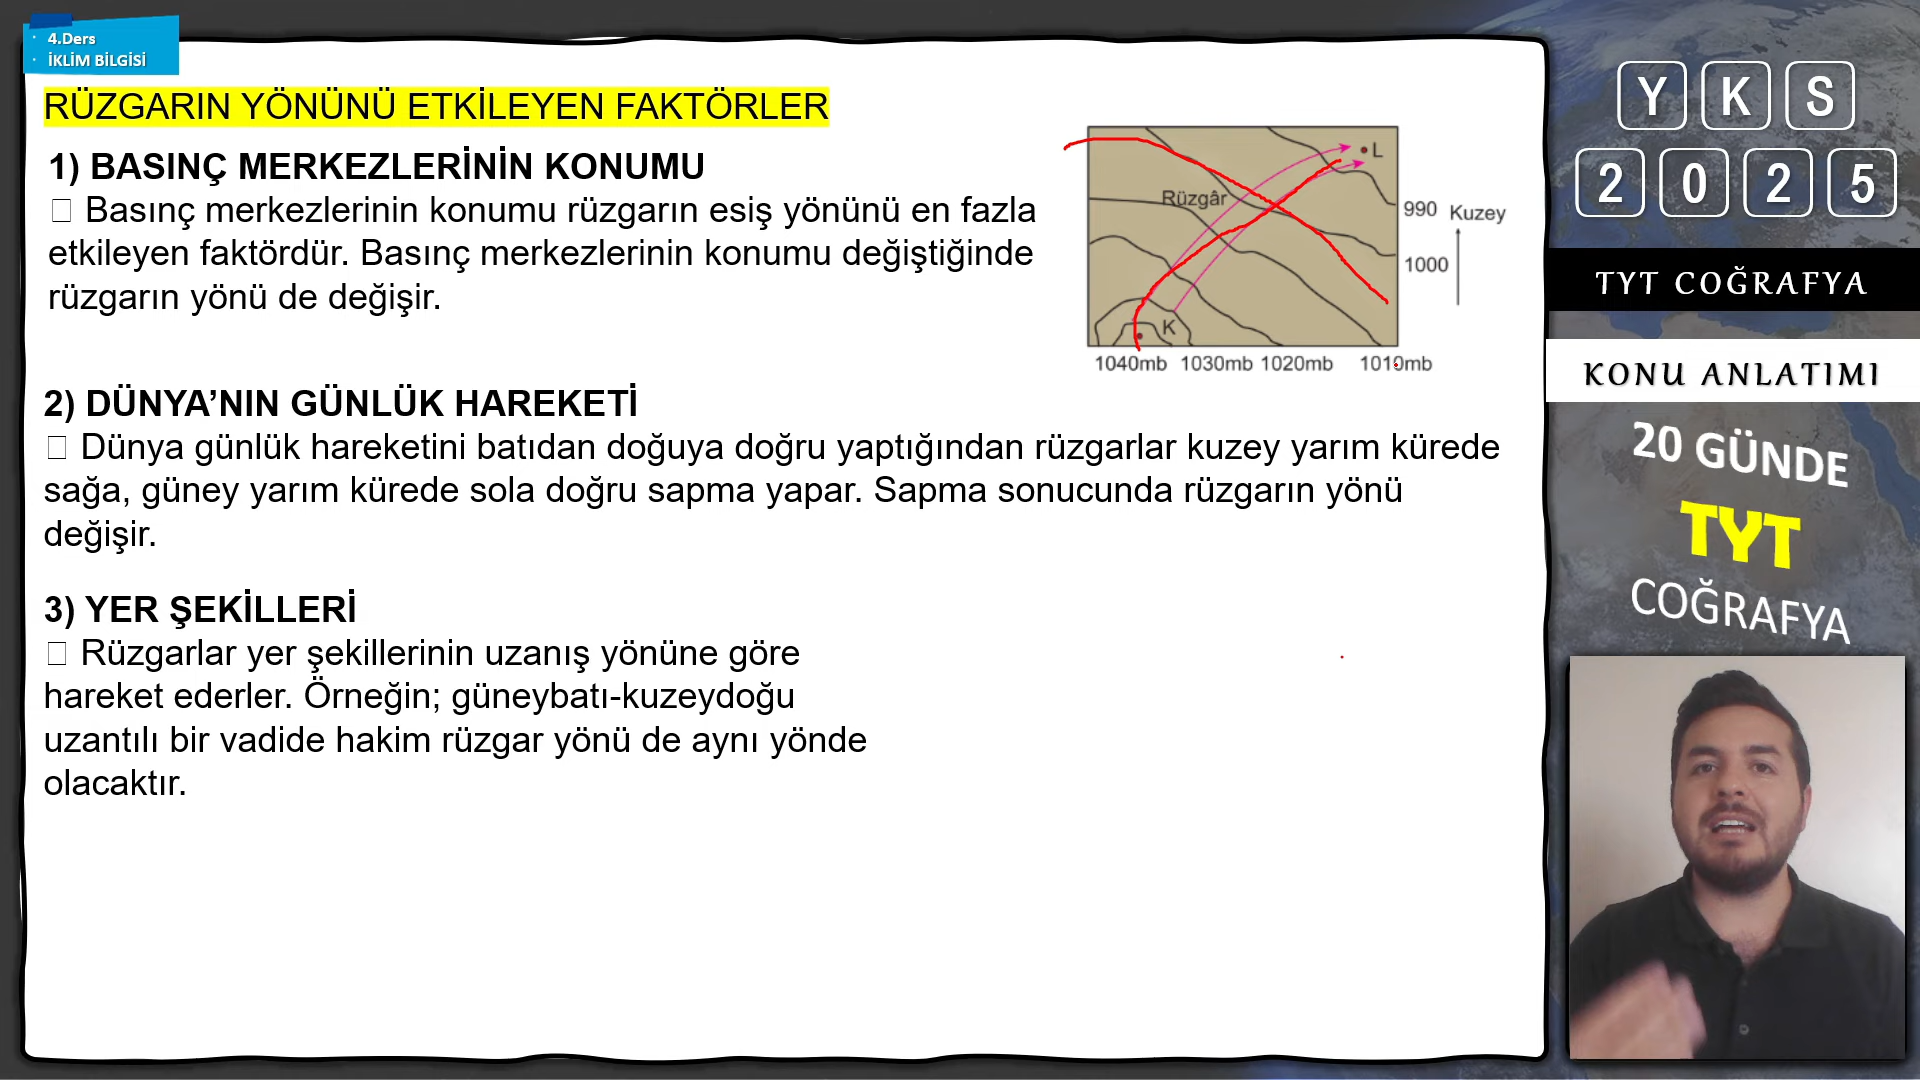 4.Ders
İKLİM BİLGİSİ
RÜZGARIN YÖNÜNÜ ETKİLEYEN FAKTÖRLER
1) BASINÇ MERKEZLERİNİN KONUMU
Basınç merkezlerinin konumu rüzgarın esiş yönünü en fazla
etkileyen faktördür. Basınç merkezlerinin konumu değiştiğinde
rüzgarın yönü de değişir.
L
Rüzgâr
990
Kuzey
1000
K
1040mb 1030mb 1020mb 1010mb
2) DÜNYA’NIN GÜNLÜK HAREKETİ
Dünya günlük hareketini batıdan doğuya doğru yaptığından rüzgarlar kuzey yarım kürede
sağa, güney yarım kürede sola doğru sapma yapar. Sapma sonucunda rüzgarın yönü
değişir.
3) YER ŞEKİLLERİ
Rüzgarlar yer şekillerinin uzanış yönüne göre
hareket ederler. Örneğin; güneybatı-kuzeydoğu
uzantılı bir vadide hakim rüzgar yönü de aynı yönde
olacaktır.
YKS
2025
TYT COĞRAFYA
KONU ANLATIMI
20 GÜNDE
TYT
COĞRAFYA